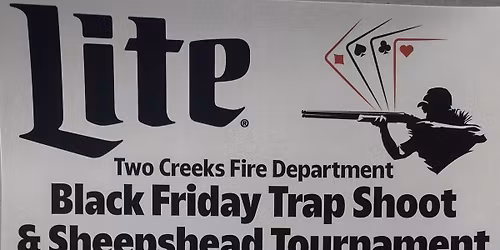 Lite®
Two Creeks Fire Department
Black Friday Trap Shoot
& Sheepshead Tournament